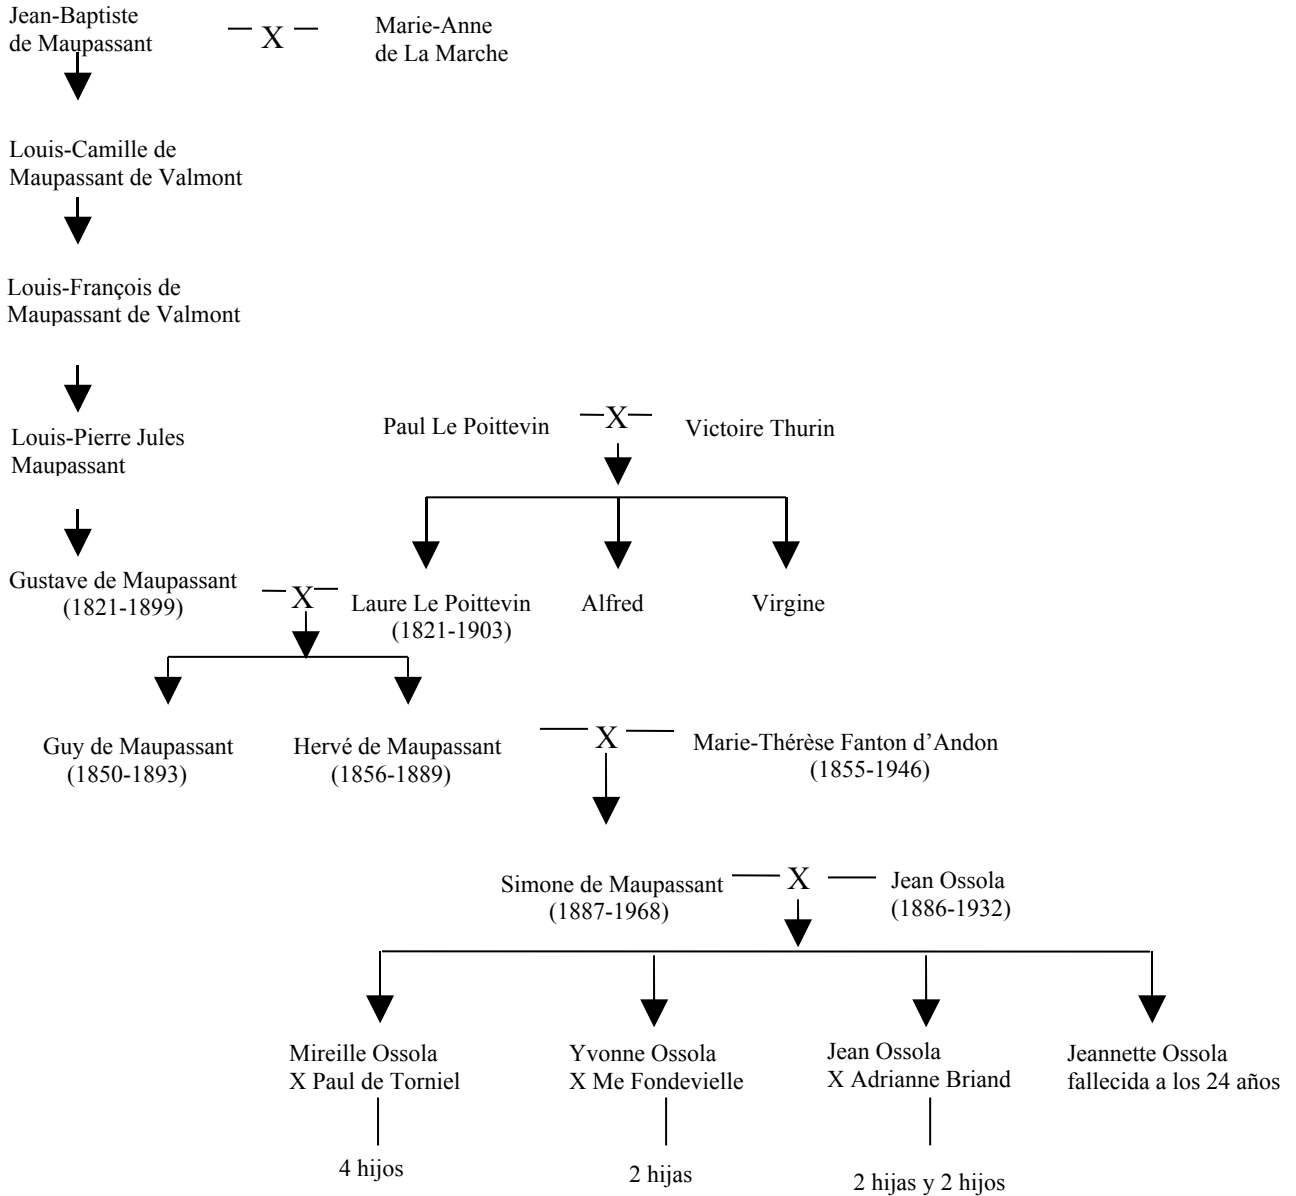 Jean-Baptiste
de Maupassant
X
Marie-Anne
de La Marche
Louis-Camille de
Maupassant de Valmont
Louis-François de
Maupassant de Valmont
Louis-Pierre Jules
Maupassant
Paul Le Poittevin
X
Victoire Thurin
Gustave de Maupassant
(1821-1899)
X
Laure Le Poittevin
(1821-1903)
Alfred
Virgine
Guy de Maupassant
(1850-1893)
Hervé de Maupassant
(1856-1889)
X
Marie-Thérèse Fanton d’Andon
(1855-1946)
Simone de Maupassant
(1887-1968)
X
Jean Ossola
(1886-1932)
Mireille Ossola
X Paul de Torniel
Yvonne Ossola
X Me Fondevielle
Jean Ossola
X Adrianne Briand
Jeannette Ossola
fallecida a los 24 años
4 hijos
2 hijas
2 hijas y 2 hijos